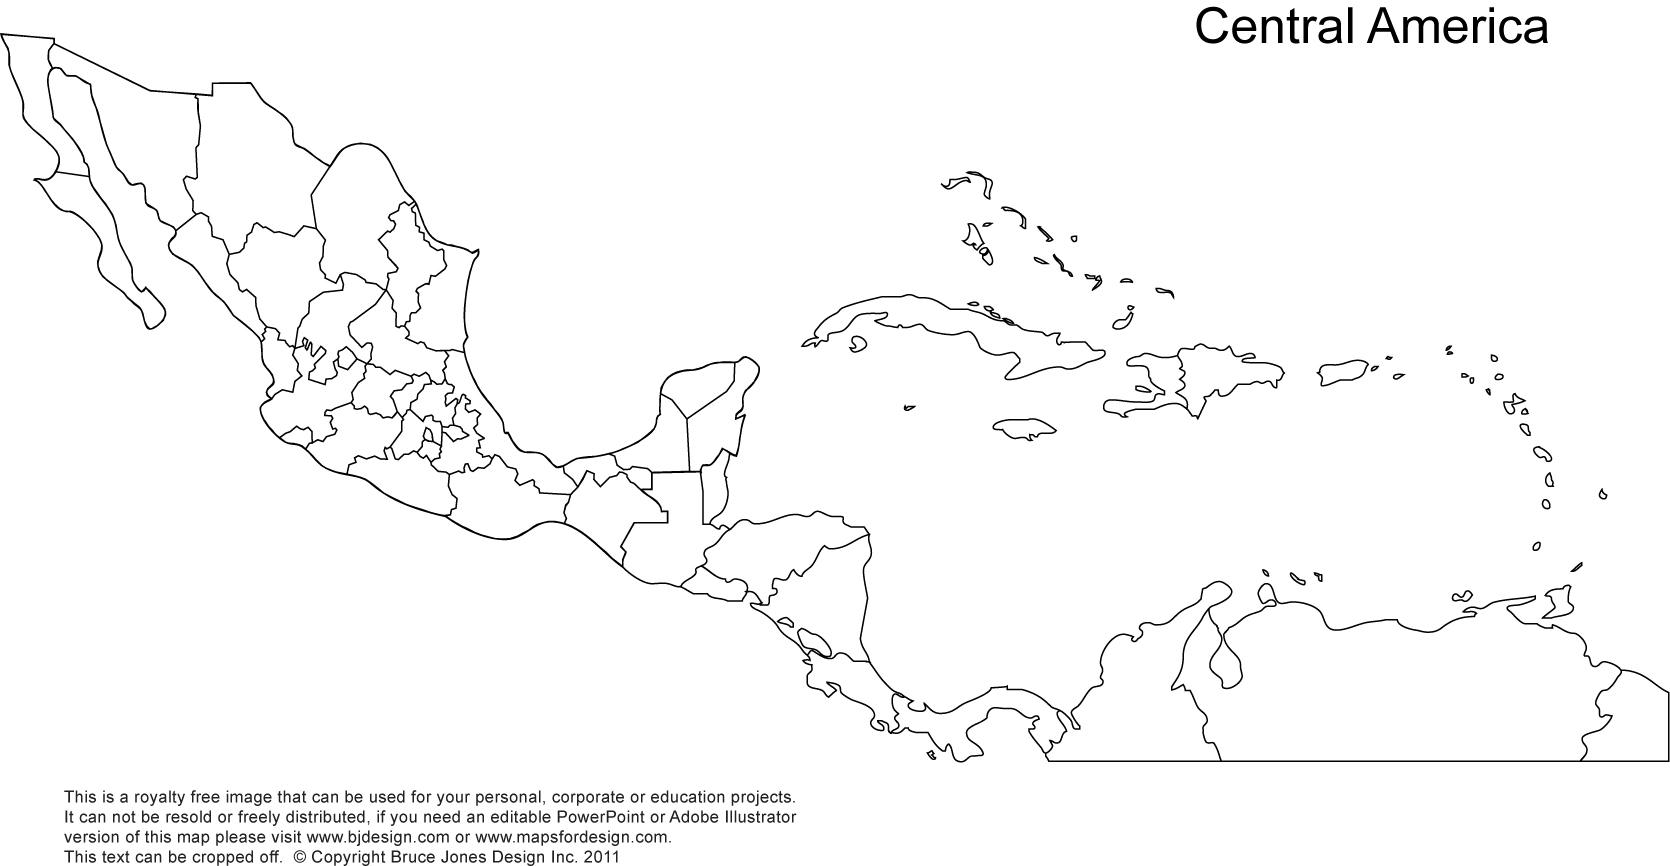 Central America
This is a royalty free image that can be used for your personal, corporate or education projects.
It can not be resold or freely distributed, if you need an editable PowerPoint or Adobe Illustrator
version of this map please visit www.bjdesign.com or www.mapsfordesign.com.
This text can be cropped off.  © Copyright Bruce Jones Design Inc. 2011